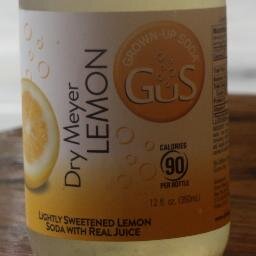 GROWN-UP SODA
GuS
Dry Meyer
LEMON
CALORIES
90
PER BOTTLE
12 fl. oz. (350mL)
LIGHTLY SWEETENED LEMON
SODA WITH REAL JUICE